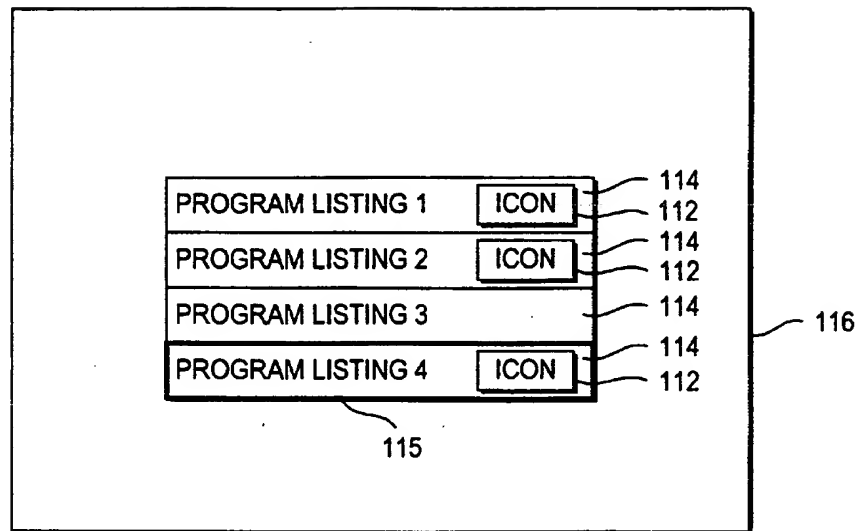 PROGRAM LISTING 1 ICON 114
112
PROGRAM LISTING 2 ICON 114
112
PROGRAM LISTING 3 114
116
PROGRAM LISTING 4 ICON 114
112
115